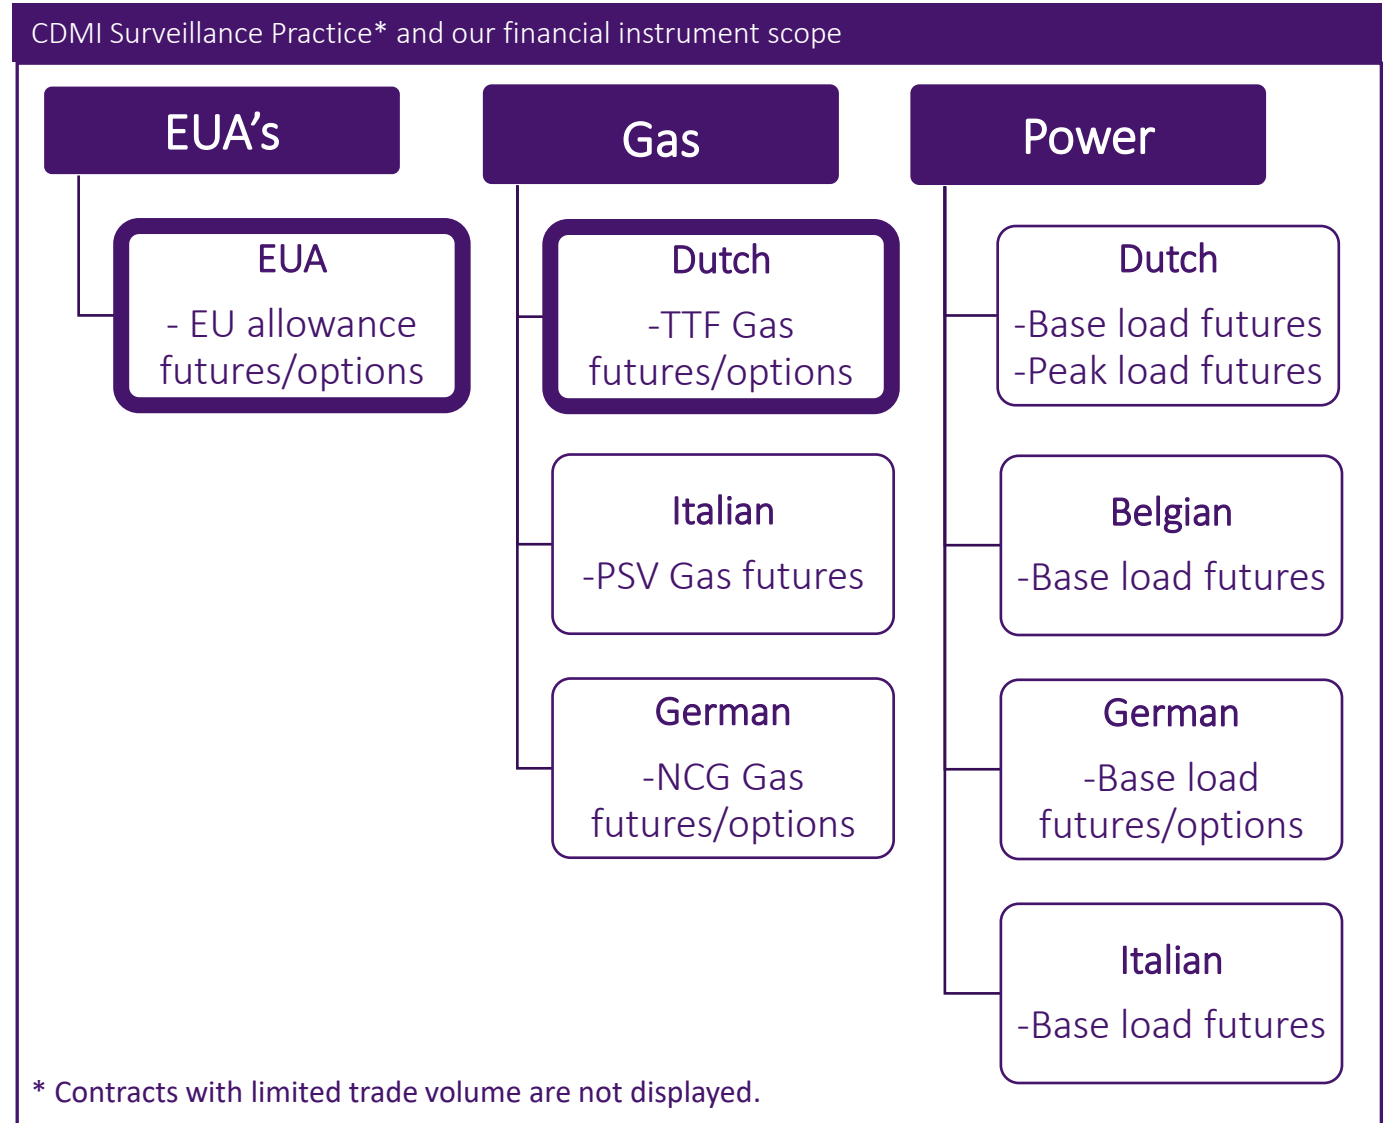 CDMI Surveillance Practice* and our financial instrument scope
EUA's
EUA
- EU allowance
futures/options
Gas
Dutch
-TTF Gas
futures/options
Italian
-PSV Gas futures
German
-NCG Gas
futures/options
Power
Dutch
-Base load futures
-Peak load futures
Belgian
-Base load futures
German
-Base load
futures/options
Italian
-Base load futures
* Contracts with limited trade volume are not displayed.